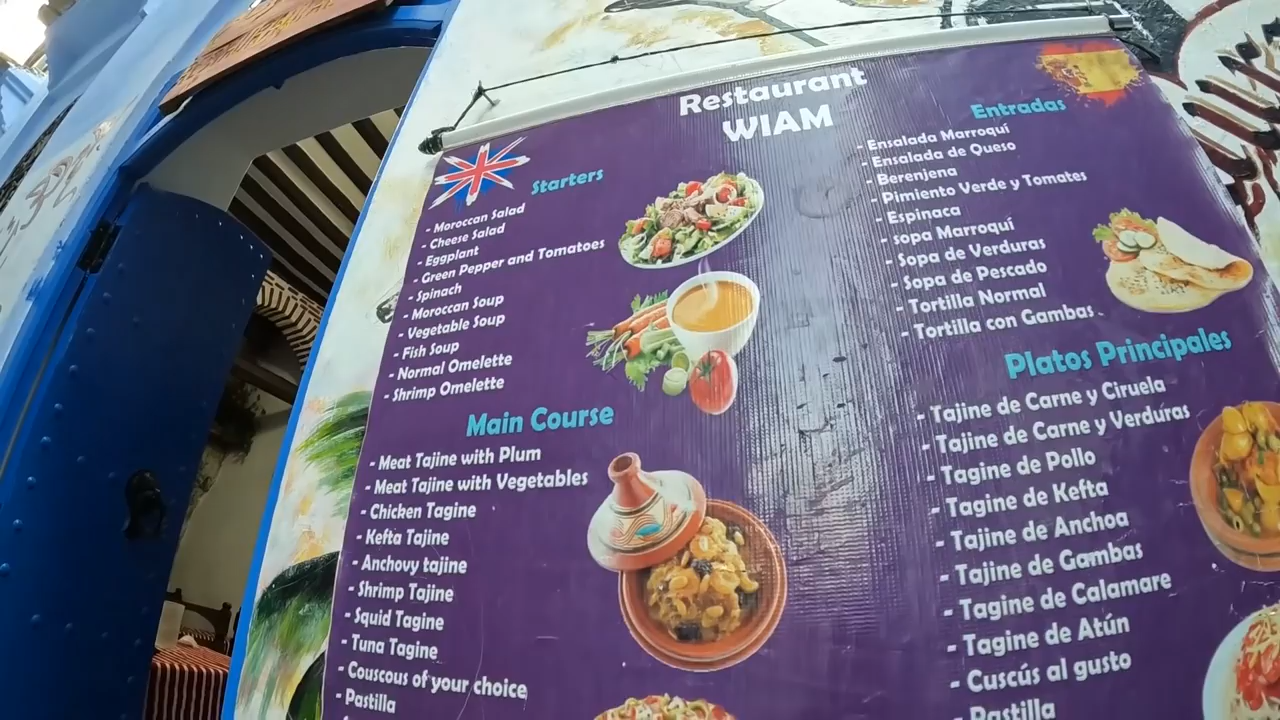 Restaurant
WIAM
Starters
- Moroccan Salad
- Cheese Salad
- Eggplant
- Green Pepper and Tomatoes
- Spinach
- Moroccan Soup
- Vegetable Soup
- Fish Soup
- Normal Omelette
- Shrimp Omelette
Main Course
- Meat Tajine with Plum
- Meat Tajine with Vegetables
- Chicken Tagine
- Kefta Tajine
- Anchovy tajine
- Shrimp Tajine
- Squid Tagine
- Tuna Tagine
- Couscous of your choice
- Pastilla
Entradas
- Ensalada Marroquí
- Ensalada de Queso
- Berenjena
- Pimiento Verde y Tomates
- Espinaca
- sopa Marroquí
- Sopa de Verduras
- Sopa de Pescado
- Tortilla Normal
- Tortilla con Gambas
Platos Principales
- Tajine de Carne y Ciruela
- Tajine de Carne y Verduras
- Tagine de Pollo
- Tagine de Kefta
- Tajine de Anchoa
- Tajine de Gambas
- Tagine de Calamare
- Tagine de Atún
- Cuscús al gusto
- Pastilla